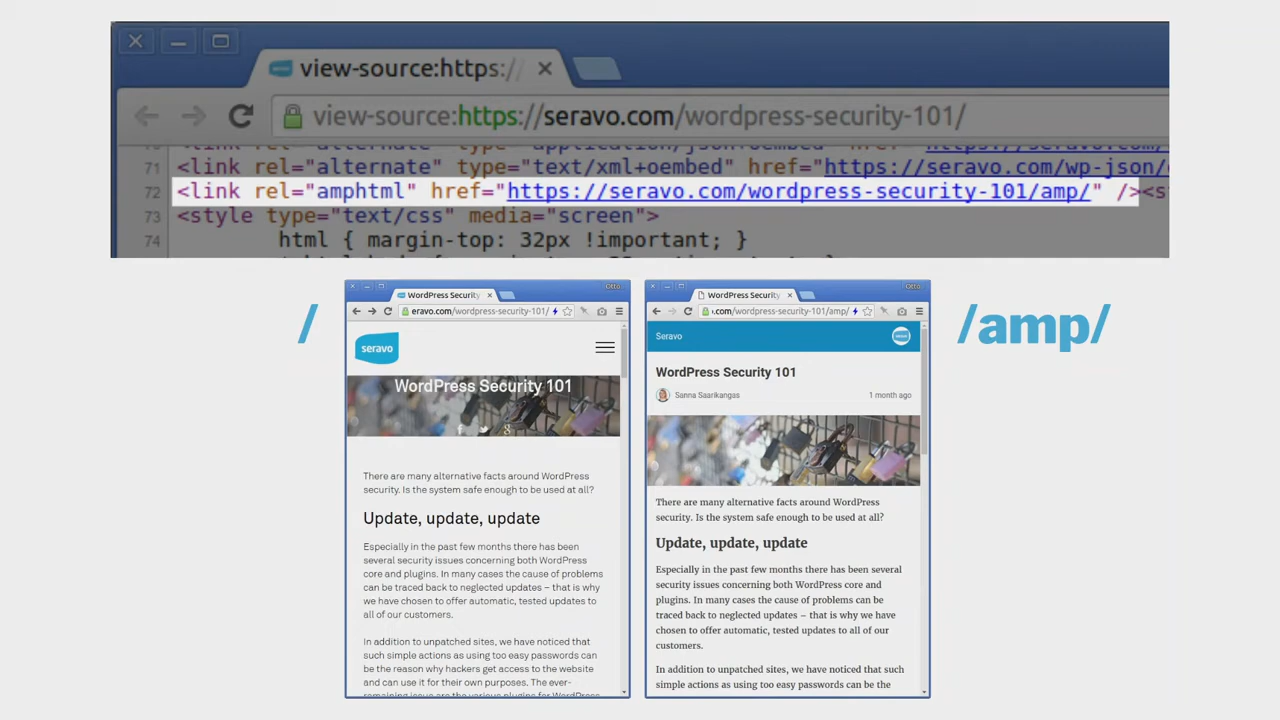 view-source:https://
view-source:https://seravo.com/wordpress-security-101/
71 <link rel="alternate" type="text/xml+oembed" href="https://seravo.com/wp-json/
72 <link rel="amphtml" href="https://seravo.com/wordpress-security-101/amp/" /><st
73 <style type="text/css" media="screen">
74 html { margin-top: 32px !important; }
/
WordPress Security
Otto
eravo.com/wordpress-security-101/
seravo
WordPress Security 101
There are many alternative facts around WordPress
security. Is the system safe enough to be used at all?
Update, update, update
Especially in the past few months there has been
several security issues concerning both WordPress
core and plugins. In many cases the cause of problems
can be traced back to neglected updates – that is why
we have chosen to offer automatic, tested updates to
all of our customers.
In addition to unpatched sites, we have noticed that
such simple actions as using too easy passwords can
be the reason why hackers get access to the website
and can use it for their own purposes. The ever-
remaining issue are the various plugins for WordPress
WordPress Security
Otto
.com/wordpress-security-101/amp/
Seravo
WordPress Security 101
Sanna Saarikangas
1 month ago
There are many alternative facts around WordPress
security. Is the system safe enough to be used at all?
Update, update, update
Especially in the past few months there has been several
security issues concerning both WordPress core and
plugins. In many cases the cause of problems can be
traced back to neglected updates – that is why we have
chosen to offer automatic, tested updates to all of our
customers.
In addition to unpatched sites, we have noticed that such
simple actions as using too easy passwords can be the
/amp/